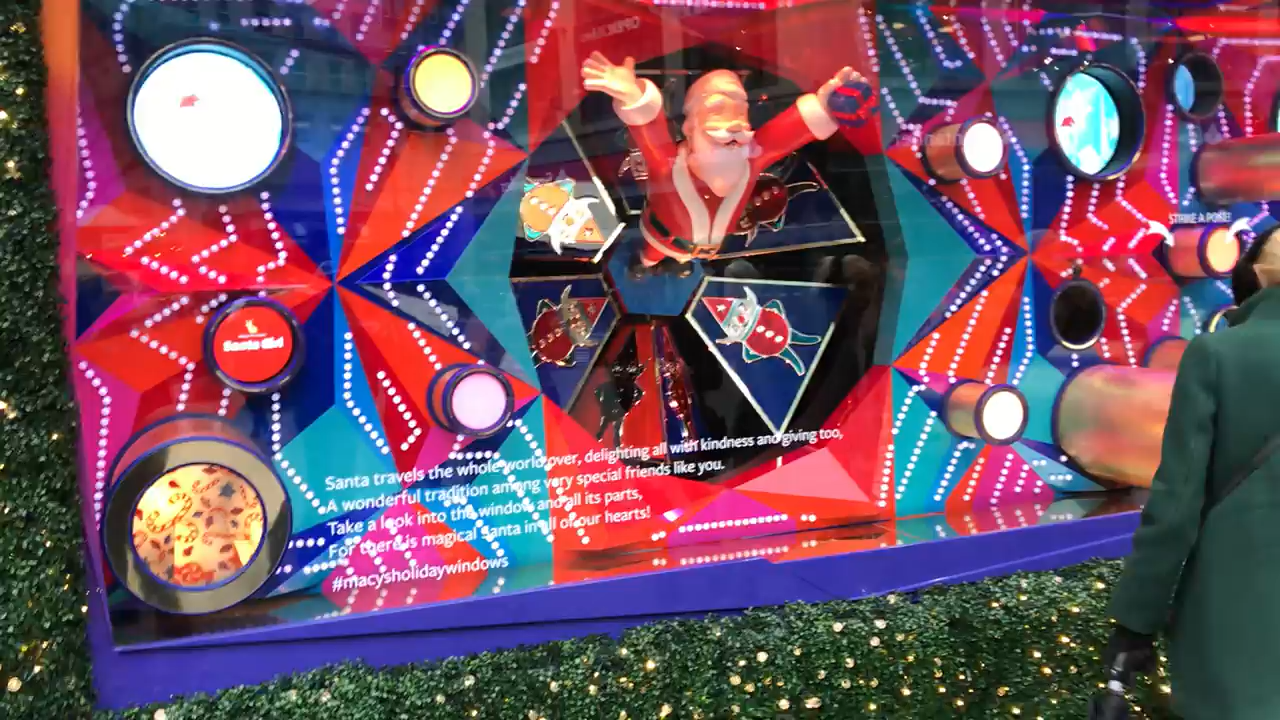 OPEN
STRIKE A POSE!
Santa Girl
Santa travels the whole world over, delighting all with kindness and giving too,
A wonderful tradition among very special friends like you.
Take a look into the window and all its parts,
For there is magical Santa in all of our hearts!
#macysholidaywindows